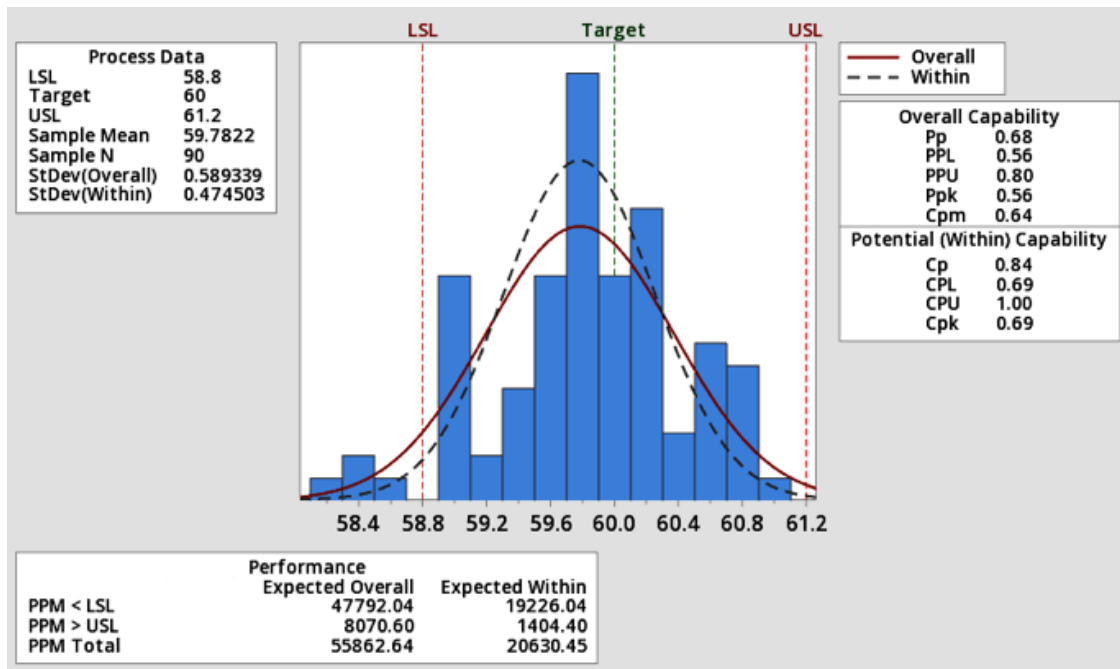 LSL Target USL
Process Data
LSL 58.8
Target 60
USL 61.2
Sample Mean 59.7822
Sample N 90
StDev(Overall) 0.589339
StDev(Within) 0.474503
Overall
Within
Overall Capability
Pp 0.68
PPL 0.56
PPU 0.80
Ppk 0.56
Cpm 0.64
Potential (Within) Capability
Cp 0.84
CPL 0.69
CPU 1.00
Cpk 0.69
58.4 58.8 59.2 59.6 60.0 60.4 60.8 61.2
Performance
Expected Overall Expected Within
PPM < LSL 47792.04 19226.04
PPM > USL 8070.60 1404.40
PPM Total 55862.64 20630.45